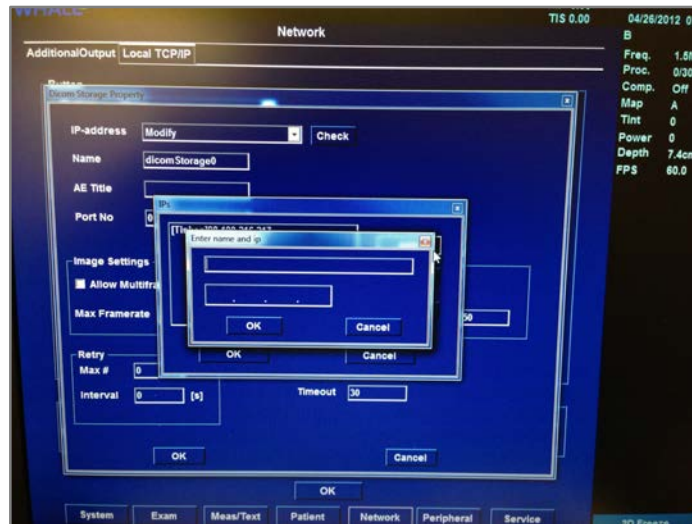 TIS 0.00
04/26/2012
Network
B
AdditionalOutput Local TCP/IP
Freq.
Proc. 0/30
Comp. Off
Map A
Tint 0
Power 0
Depth 7.4cm
FPS 60.0
Dicom Storage Property
IP-address Modify Check
Name dicomStorage0
AE Title
Port No 0
IPs
Enter name and ip
OK Cancel
OK Cancel
Image Settings
Allow
Max Framerate
Retry
Max # 0
Interval 0 [s]
Timeout 30
OK Cancel
OK
System Exam Meas/Text Patient Network Peripheral Service